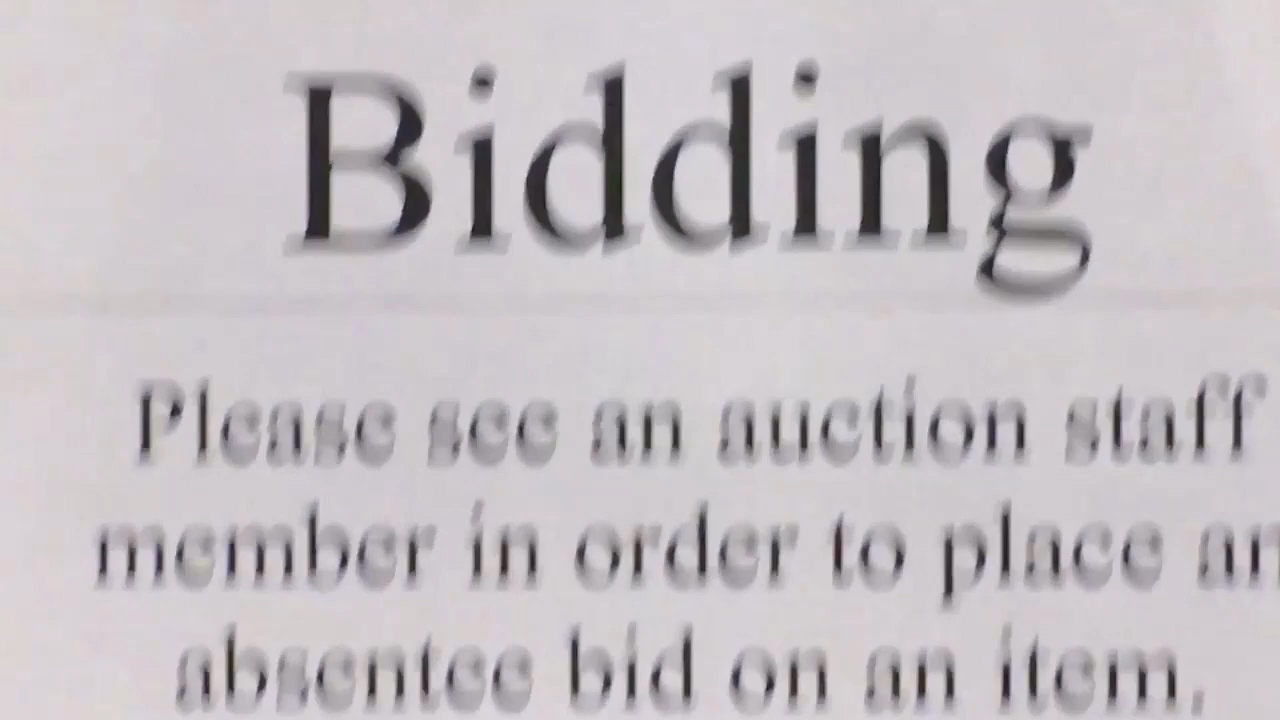 Bidding
Please see an auction staff
member in order to place an
absentee bid on an item.